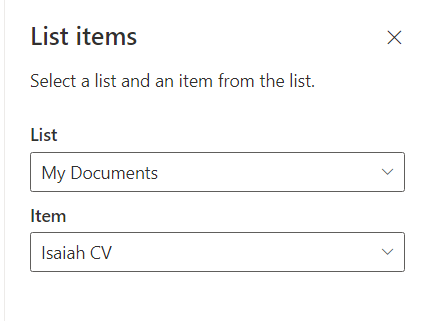 List items
Select a list and an item from the list.
List
My Documents
Item
Isaiah CV